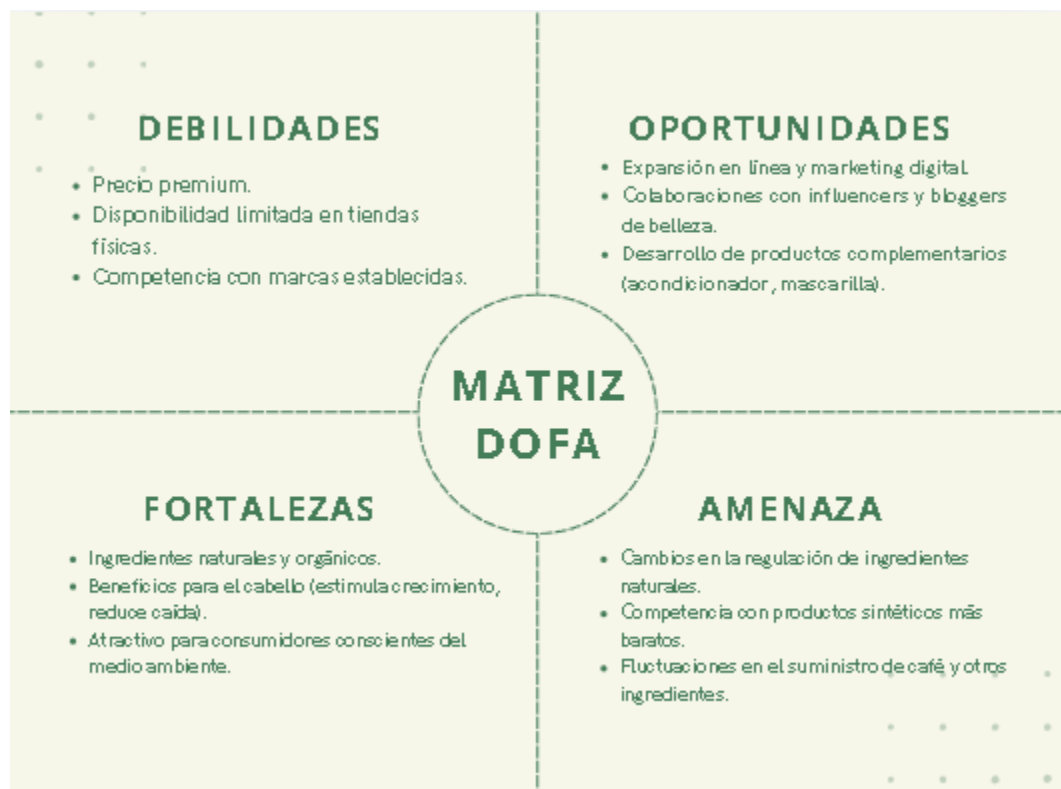 DEBILIDADES
• Precio premium.
• Disponibilidad limitada en tiendas
físicas.
• Competencia con marcas establecidas.
OPORTUNIDADES
• Expansión en línea y marketing digital.
• Colaboraciones con influencers y bloggers
de belleza.
• Desarrollo de productos complementarios
(acondicionador, mascarilla).
MATRIZ
DOFA
FORTALEZAS
• Ingredientes naturales y orgánicos.
• Beneficios para el cabello (estimula crecimiento,
reduce caída).
• Atractivo para consumidores conscientes del
medio ambiente.
AMENAZA
• Cambios en la regulación de ingredientes
naturales.
• Competencia con productos sintéticos más
baratos.
• Fluctuaciones en el suministro de café y otros
ingredientes.